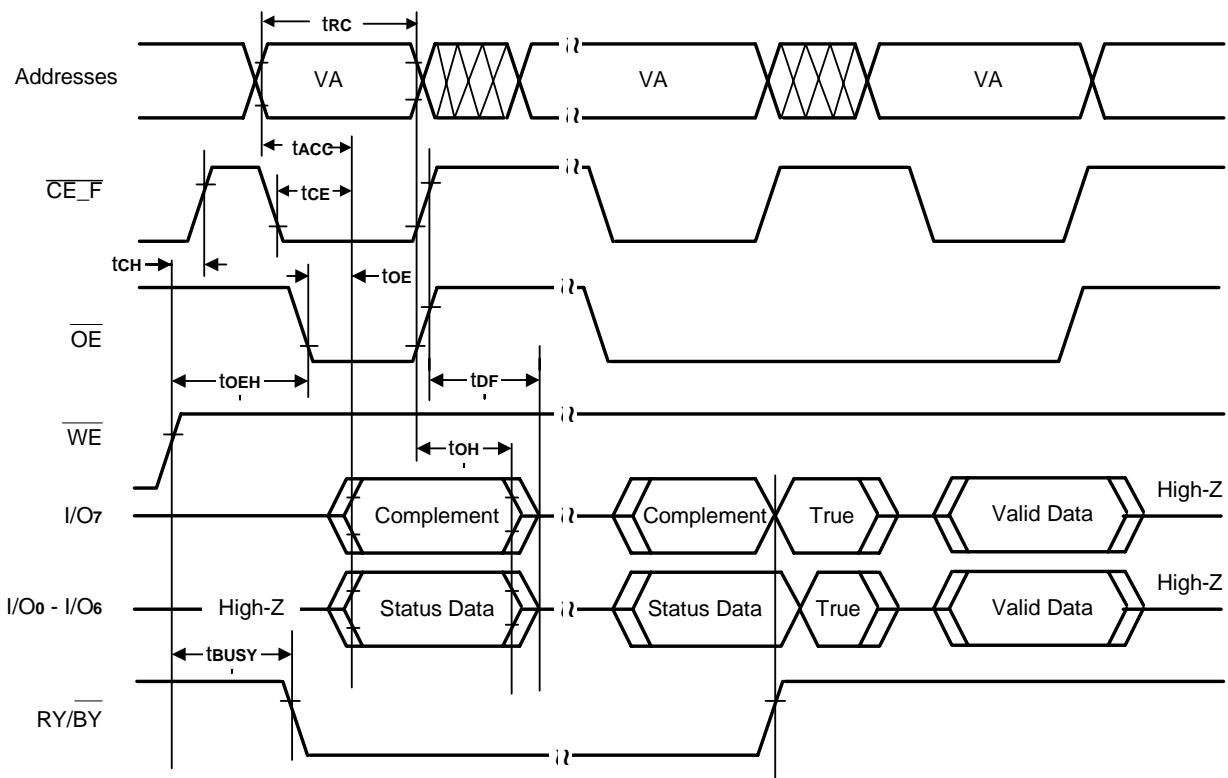 tRC
Addresses VA VA VA
tACC
CE_F tCE
tCH tOE
OE
tOEH tDF
WE
tOH
High-Z
I/O7 Complement Complement True Valid Data
High-Z
I/O0 - I/O6 High-Z Status Data Status Data True Valid Data
tBUSY
RY/BY